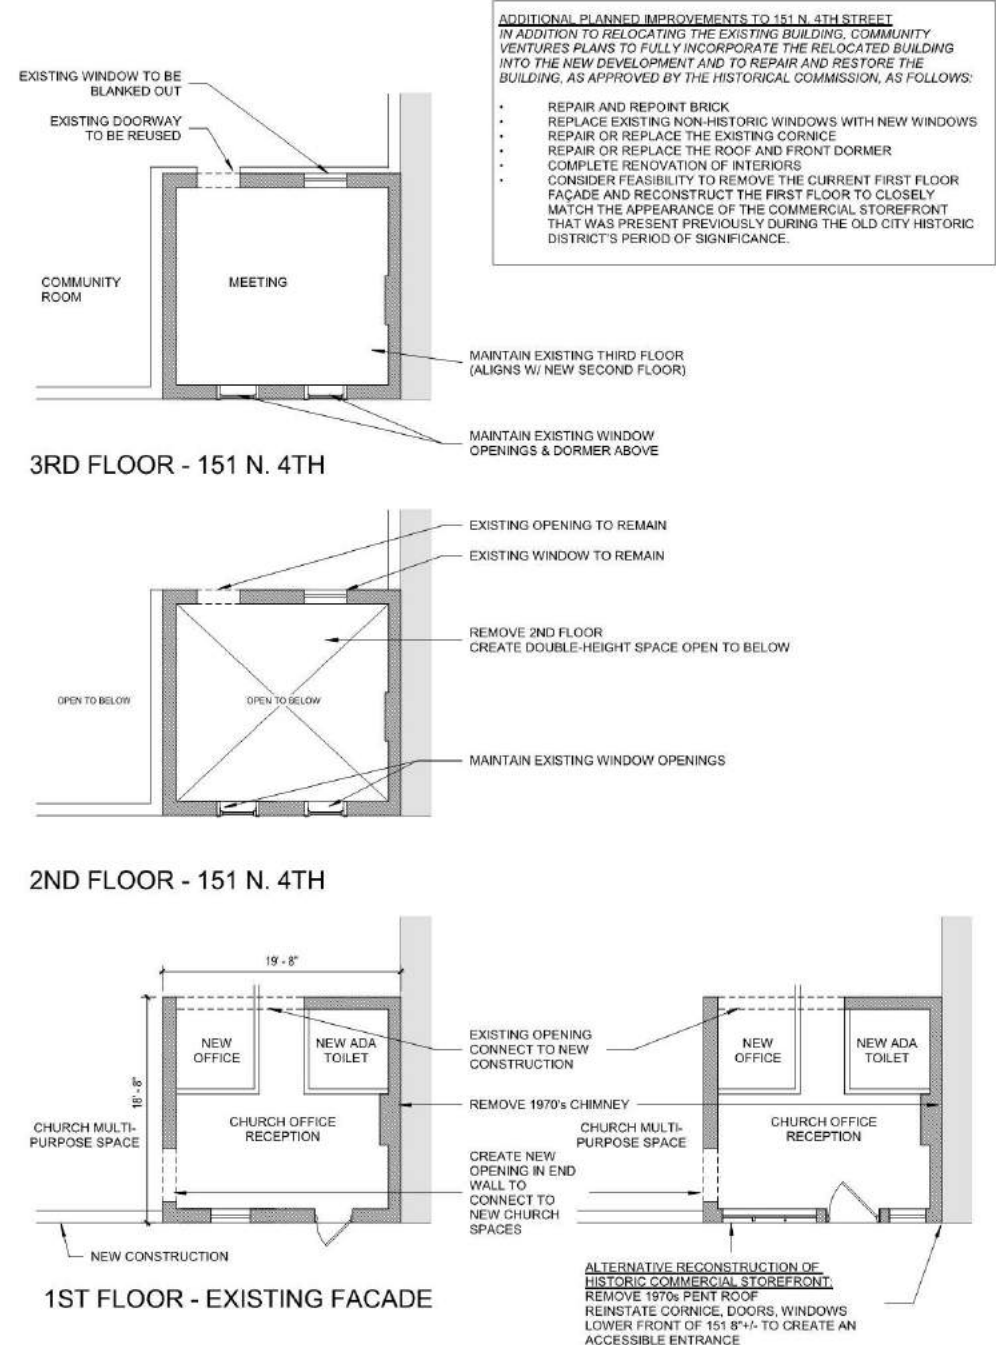 ADDITIONAL PLANNED IMPROVEMENTS TO 151 N. 4TH STREET
IN ADDITION TO RELOCATING THE EXISTING BUILDING, COMMUNITY
VENTURES PLANS TO FULLY INCORPORATE THE RELOCATED BUILDING
INTO THE NEW DEVELOPMENT AND TO REPAIR AND RESTORE THE
BUILDING, AS APPROVED BY THE HISTORICAL COMMISSION, AS FOLLOWS:
• REPAIR AND REPOINT BRICK
• REPLACE EXISTING NON-HISTORIC WINDOWS WITH NEW WINDOWS
• REPAIR OR REPLACE THE EXISTING CORNICE
• REPAIR OR REPLACE THE ROOF AND FRONT DORMER
• COMPLETE RENOVATION OF INTERIORS
• CONSIDER FEASIBILITY TO REMOVE THE CURRENT FIRST FLOOR
FAÇADE AND RECONSTRUCT THE FIRST FLOOR TO CLOSELY
MATCH THE APPEARANCE OF THE COMMERCIAL STOREFRONT
THAT WAS PRESENT PREVIOUSLY DURING THE OLD CITY HISTORIC
DISTRICT'S PERIOD OF SIGNIFICANCE.
EXISTING WINDOW TO BE
BLANKED OUT
EXISTING DOORWAY
TO BE REUSED
COMMUNITY
ROOM
MEETING
MAINTAIN EXISTING THIRD FLOOR
(ALIGNS W/ NEW SECOND FLOOR)
MAINTAIN EXISTING WINDOW
OPENINGS & DORMER ABOVE
3RD FLOOR - 151 N. 4TH
EXISTING OPENING TO REMAIN
EXISTING WINDOW TO REMAIN
REMOVE 2ND FLOOR
CREATE DOUBLE-HEIGHT SPACE OPEN TO BELOW
OPEN TO BELOW
OPEN TO BELOW
MAINTAIN EXISTING WINDOW OPENINGS
2ND FLOOR - 151 N. 4TH
19' - 8"
18' - 8"
NEW
OFFICE
NEW ADA
TOILET
CHURCH OFFICE
RECEPTION
CHURCH MULTI-
PURPOSE SPACE
NEW CONSTRUCTION
EXISTING OPENING
CONNECT TO NEW
CONSTRUCTION
REMOVE 1970's CHIMNEY
CREATE NEW
OPENING IN END
WALL TO
CONNECT TO
NEW CHURCH
SPACES
NEW
OFFICE
NEW ADA
TOILET
CHURCH OFFICE
RECEPTION
CHURCH MULTI-
PURPOSE SPACE
1ST FLOOR - EXISTING FACADE
ALTERNATIVE RECONSTRUCTION OF
HISTORIC COMMERCIAL STOREFRONT:
REMOVE 1970s PENT ROOF
REINSTATE CORNICE, DOORS, WINDOWS
LOWER FRONT OF 151 8"+/- TO CREATE AN
ACCESSIBLE ENTRANCE